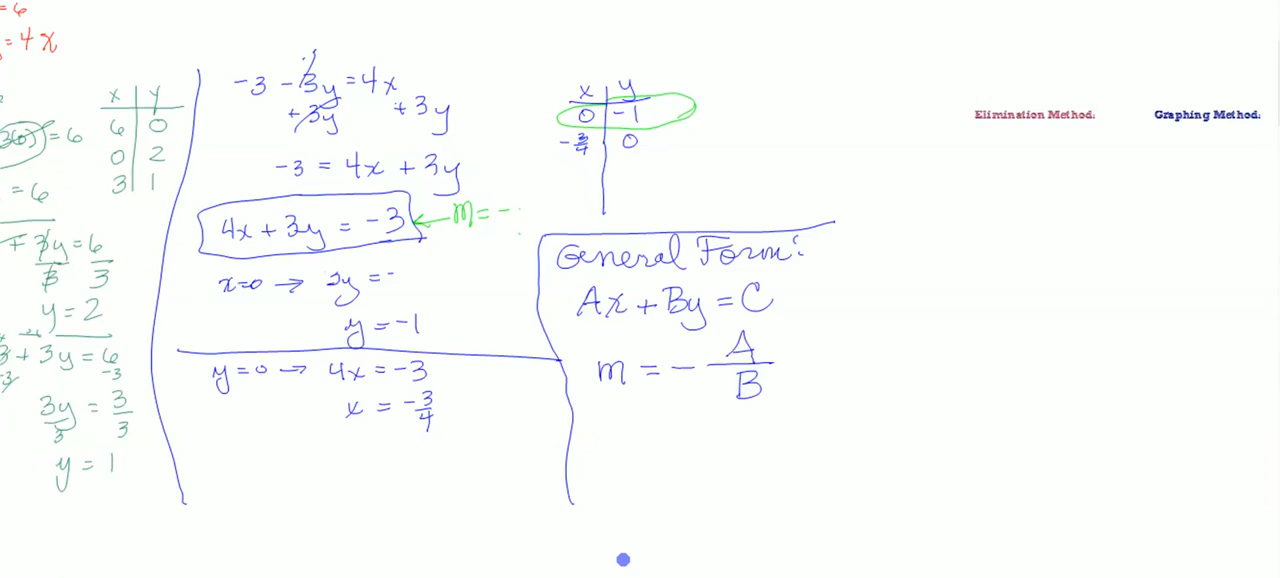 =6
y=4x
x | y
6 | 0
0 | 2
3 | 1
=6
= 6
+ 3y=6
3 3
y=2
+ 3y=6
-3 -3
3y = 3
3 3
y = 1
-3 -3y=4x
+3y +3y
-3 = 4x + 3y
4x+3y = -3 ← m= -
x=0 → 3y = -
y = -1
y=0 → 4x = -3
x = -3/4
x | y
0 | -1
-3/4 | 0
General Form:
Ax + By = C
m = - A/B
Elimination Method:
Graphing Method: